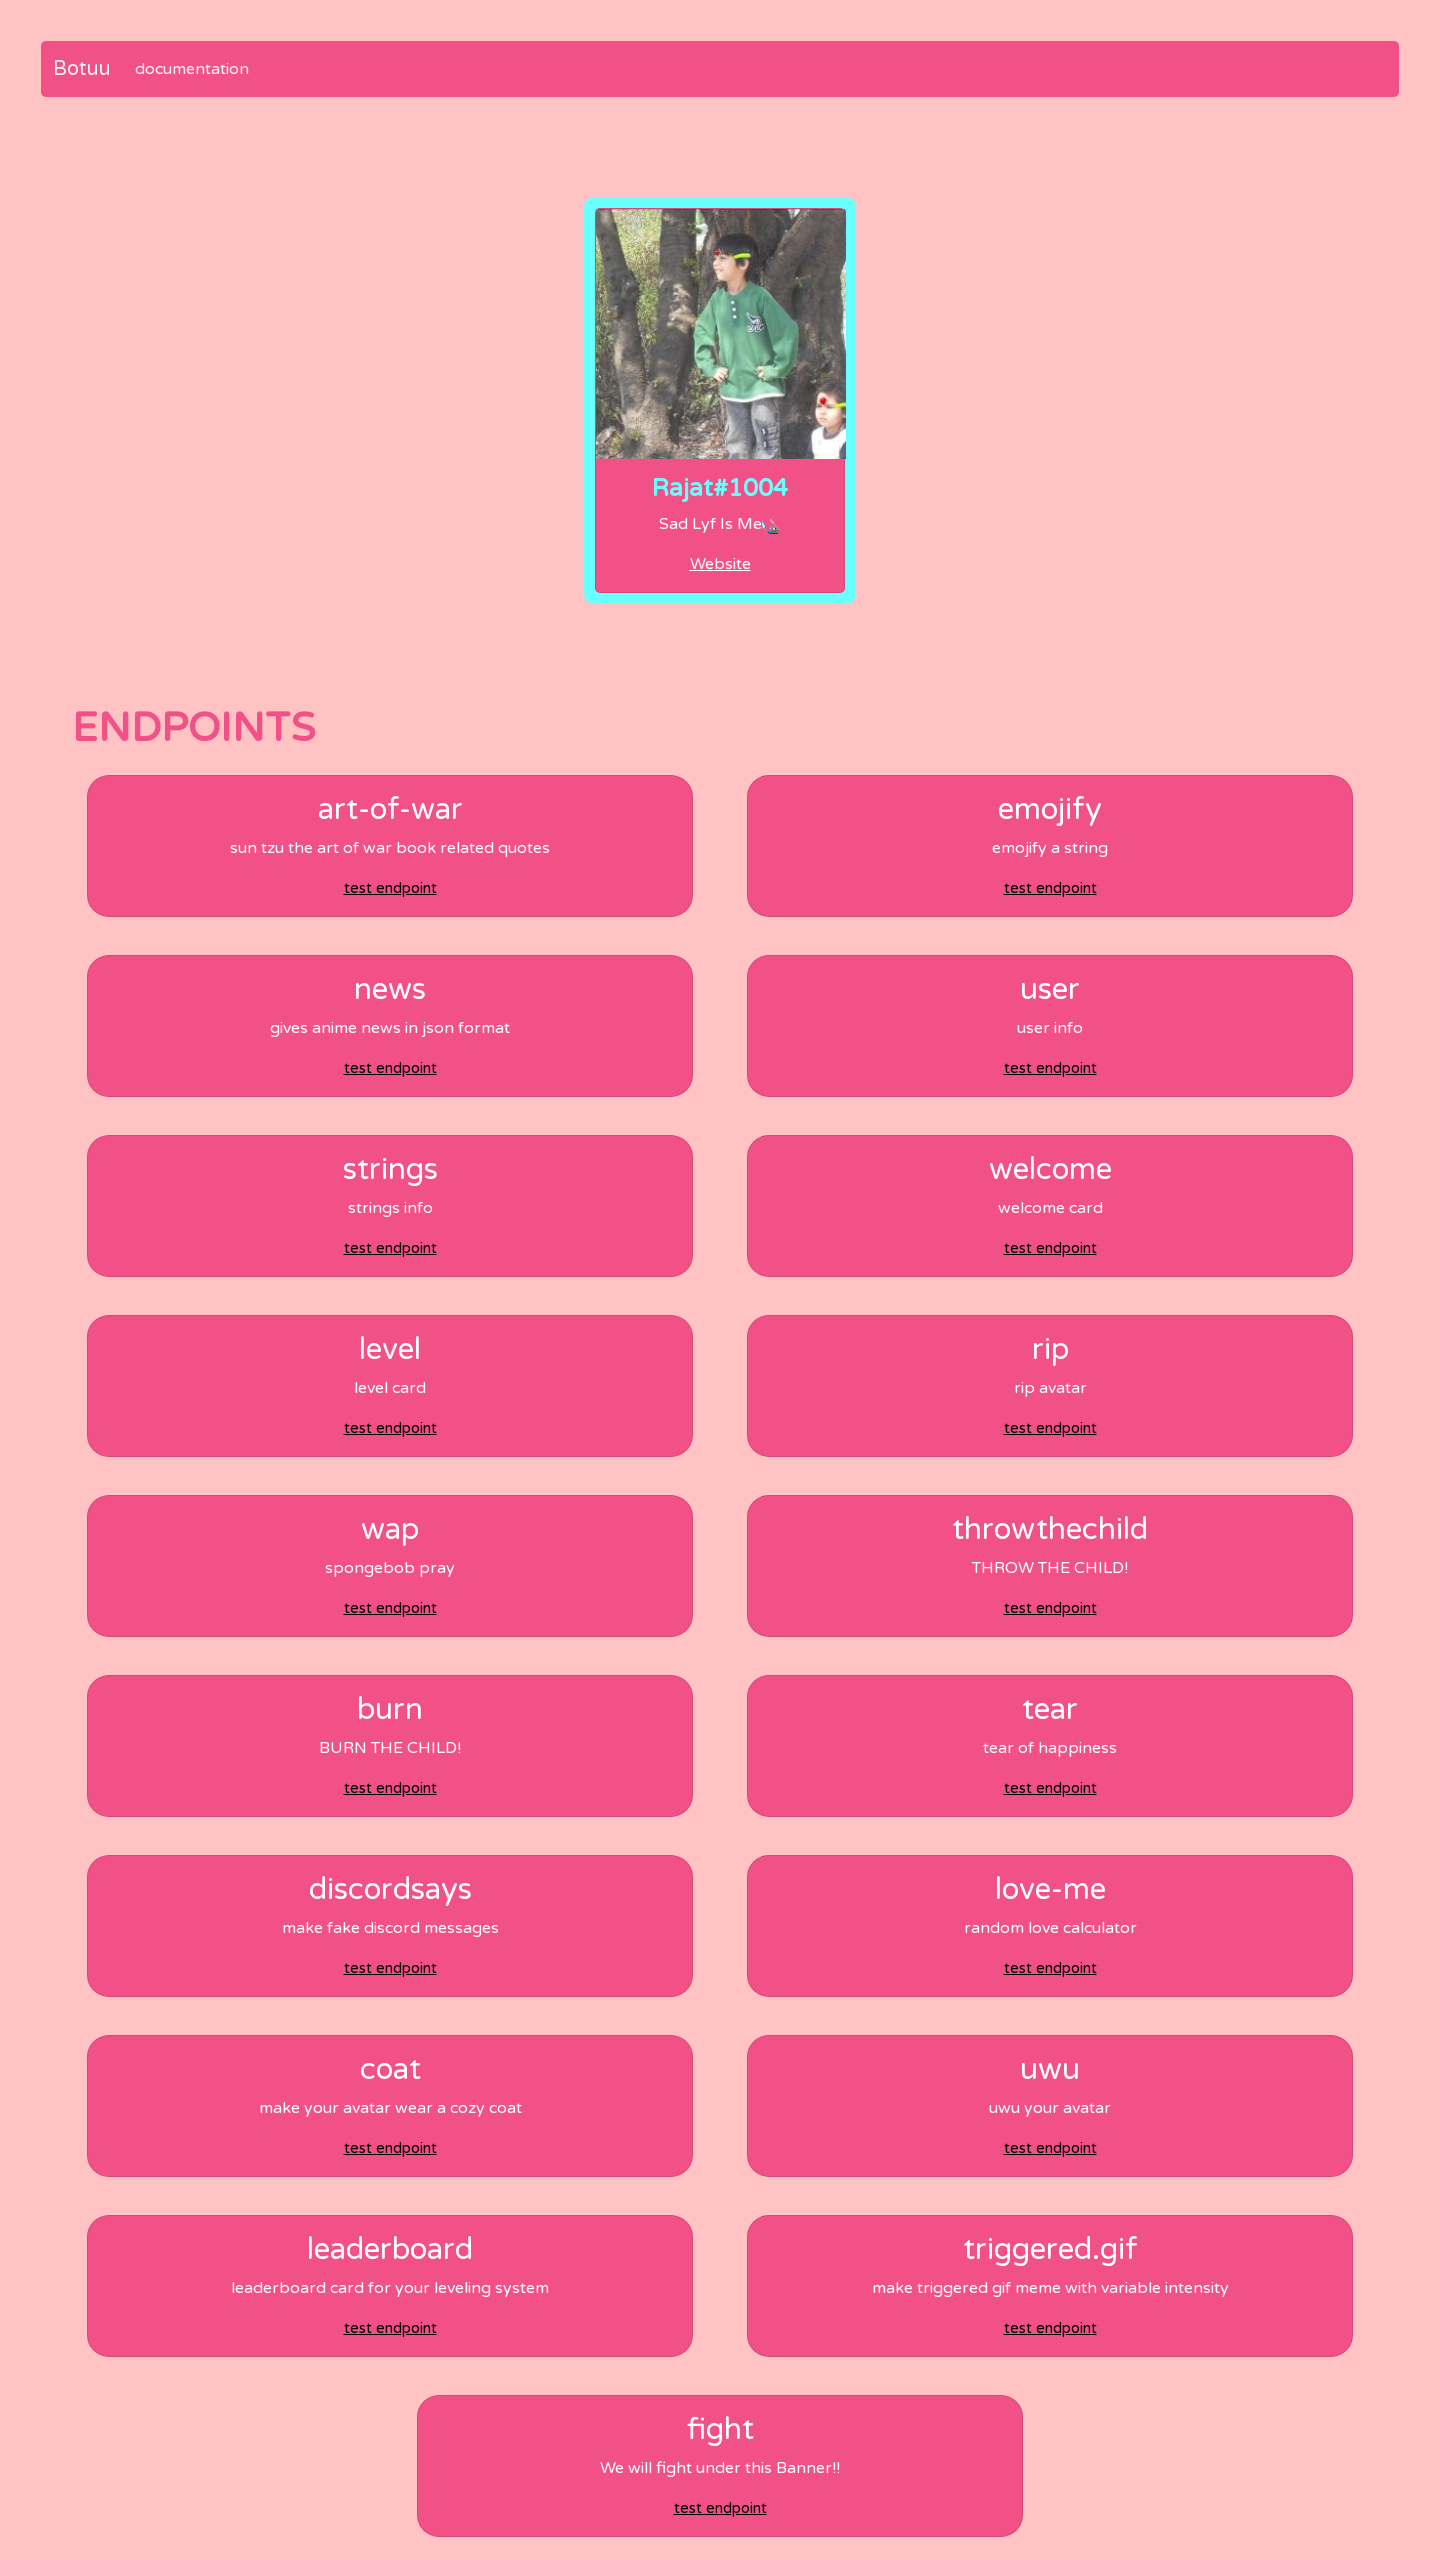 Botuu documentation
Rajat#1004
Sad Lyf Is Me
Website
ENDPOINTS
art-of-war
sun tzu the art of war book related quotes
test endpoint
emojify
emojify a string
test endpoint
news
gives anime news in json format
test endpoint
user
user info
test endpoint
strings
strings info
test endpoint
welcome
welcome card
test endpoint
level
level card
test endpoint
rip
rip avatar
test endpoint
wap
spongebob pray
test endpoint
throwthechild
THROW THE CHILD!
test endpoint
burn
BURN THE CHILD!
test endpoint
tear
tear of happiness
test endpoint
discordsays
make fake discord messages
test endpoint
love-me
random love calculator
test endpoint
coat
make your avatar wear a cozy coat
test endpoint
uwu
uwu your avatar
test endpoint
leaderboard
leaderboard card for your leveling system
test endpoint
triggered.gif
make triggered gif meme with variable intensity
test endpoint
fight
We will fight under this Banner!!
test endpoint